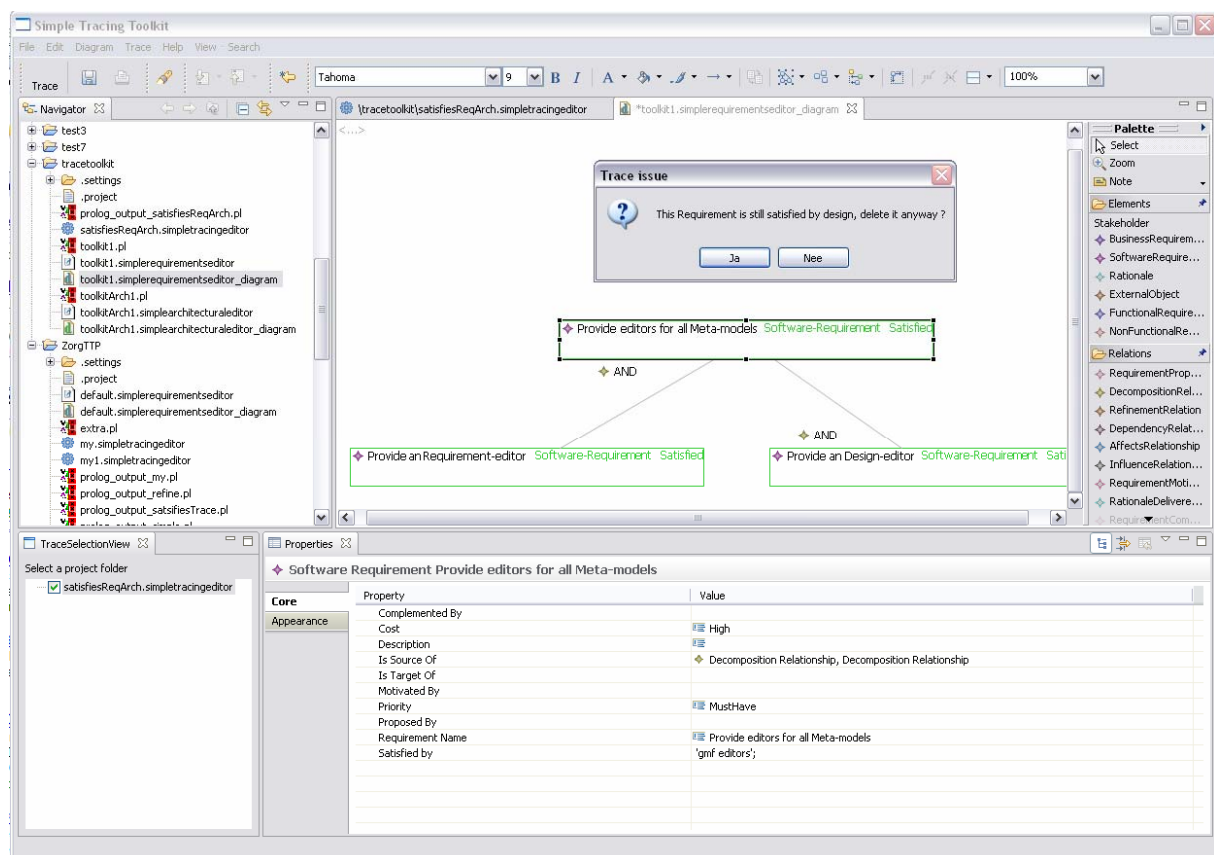 Simple Tracing Toolkit
File Edit Diagram Trace Help View Search
Trace
Tahoma 9 B I A 100%
Navigator
test3
test7
tracetoolkit
.settings
.project
prolog_output_satisfiesReqArch.pl
satisfiesReqArch.simpletracingeditor
toolkit1.pl
toolkit1.simplerequirementseditor
toolkit1.simplerequirementseditor_diagram
toolkitArch1.pl
toolkitArch1.simplearchitecturaleditor
toolkitArch1.simplearchitecturaleditor_diagram
ZorgTTP
.settings
.project
default.simplerequirementseditor
default.simplerequirementseditor_diagram
extra.pl
my.simpletracingeditor
my1.simpletracingeditor
prolog_output_my.pl
prolog_output_refine.pl
prolog_output_satsifiesTrace.pl
\tracetoolkit\satisfiesReqArch.simpletracingeditor
*toolkit1.simplerequirementseditor_diagram
<...>
Trace issue
This Requirement is still satisfied by design, delete it anyway ?
Ja
Nee
Provide editors for all Meta-models Software-Requirement Satisfied
AND
AND
Provide an Requirement-editor Software-Requirement Satisfied
Provide an Design-editor Software-Requirement Sati
Palette
Select
Zoom
Note
Elements
Stakeholder
BusinessRequirem...
SoftwareRequire...
Rationale
ExternalObject
FunctionalRequire...
NonFunctionalRe...
Relations
RequirementProp...
DecompositionRel...
RefinementRelation
DependencyRelat...
AffectsRelationship
InfluenceRelation...
RequirementMoti...
RationaleDelivere...
RequirementCom...
TraceSelectionView
Select a project folder
satisfiesReqArch.simpletracingeditor
Properties
Software Requirement Provide editors for all Meta-models
Core
Appearance
Property Value
Complemented By
Cost High
Description
Is Source Of Decomposition Relationship, Decomposition Relationship
Is Target Of
Motivated By
Priority MustHave
Proposed By
Requirement Name Provide editors for all Meta-models
Satisfied by 'gmf editors';